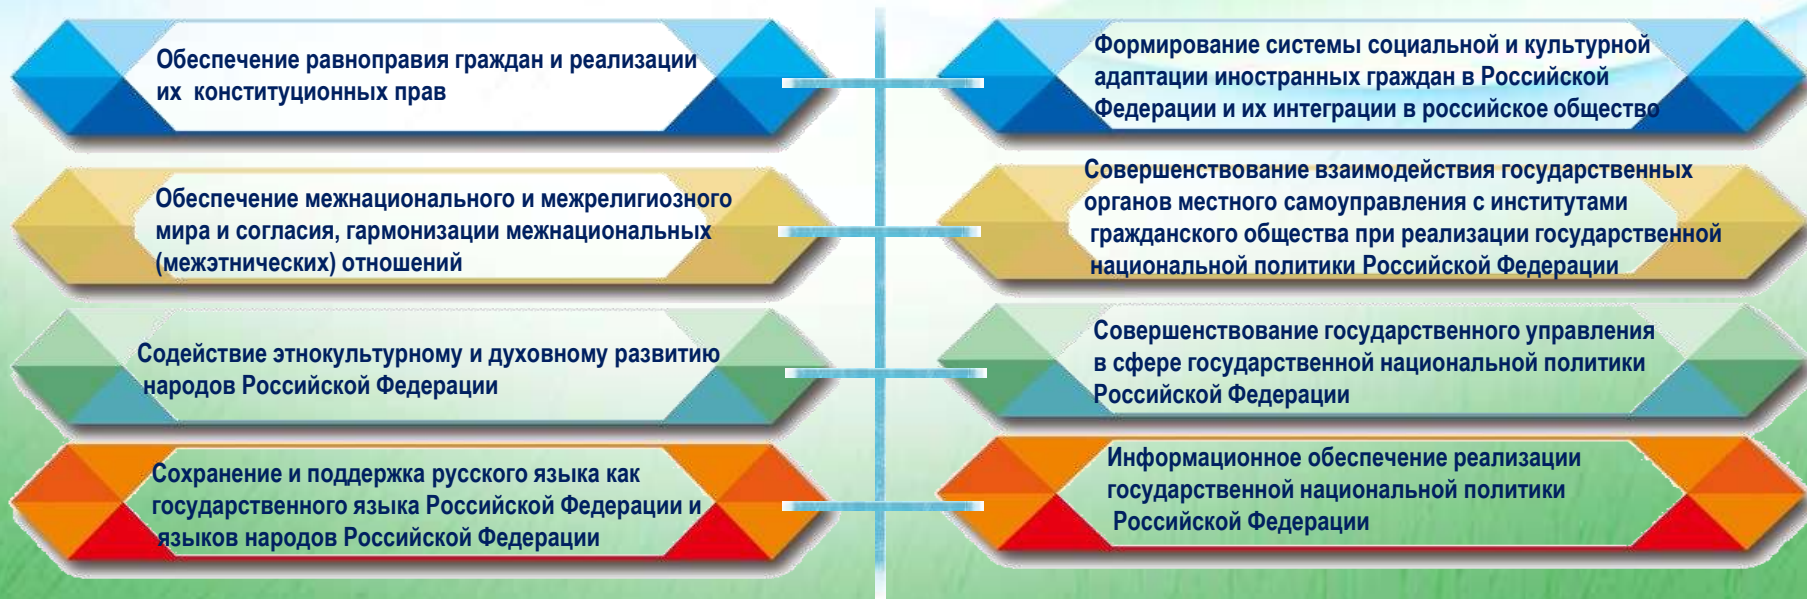 Обеспечение равноправия граждан и реализации
их конституционных прав
Обеспечение межнационального и межрелигиозного
мира и согласия, гармонизации межнациональных
(межэтнических) отношений
Содействие этнокультурному и духовному развитию
народов Российской Федерации
Сохранение и поддержка русского языка как
государственного языка Российской Федерации и
языков народов Российской Федерации
Формирование системы социальной и культурной
адаптации иностранных граждан в Российской
Федерации и их интеграции в российское общество
Совершенствование взаимодействия государственных
органов местного самоуправления с институтами
гражданского общества при реализации государственной
национальной политики Российской Федерации
Совершенствование государственного управления
в сфере государственной национальной политики
Российской Федерации
Информационное обеспечение реализации
государственной национальной политики
Российской Федерации